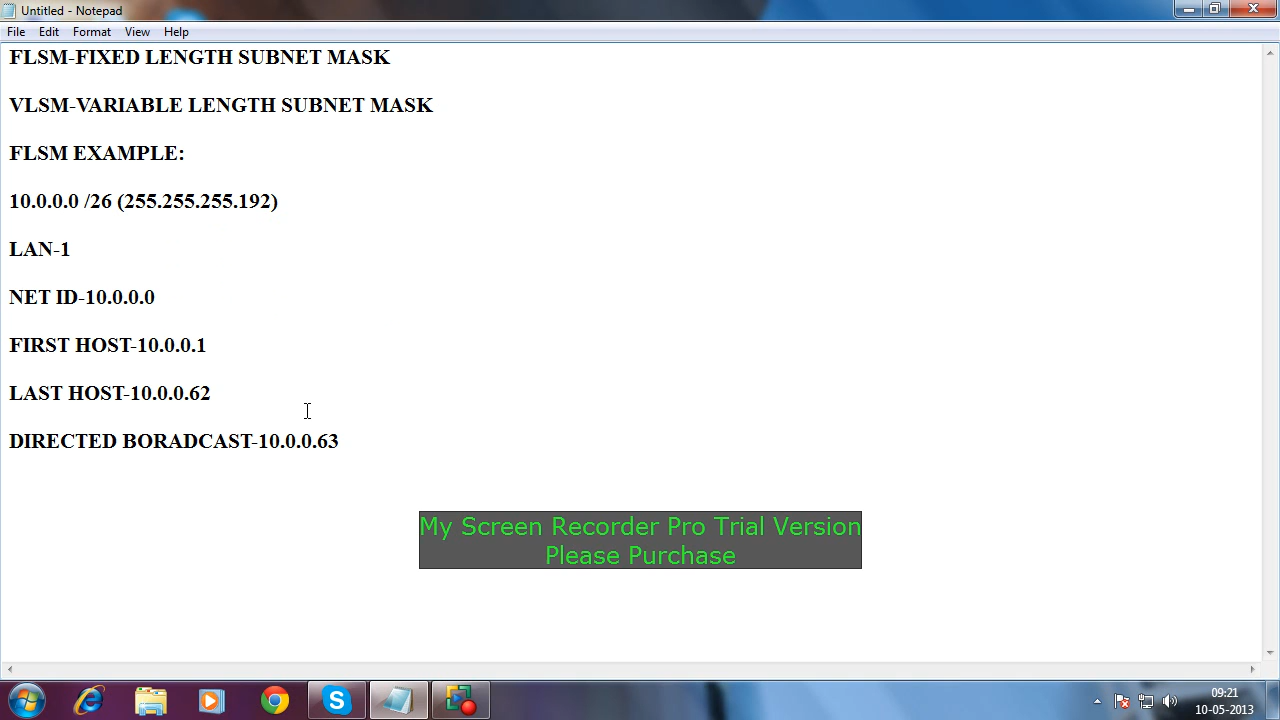 Untitled - Notepad
File Edit Format View Help
FLSM-FIXED LENGTH SUBNET MASK
VLSM-VARIABLE LENGTH SUBNET MASK
FLSM EXAMPLE:
10.0.0.0 /26 (255.255.255.192)
LAN-1
NET ID-10.0.0.0
FIRST HOST-10.0.0.1
LAST HOST-10.0.0.62
DIRECTED BORADCAST-10.0.0.63
My Screen Recorder Pro Trial Version
Please Purchase
09:21
10-05-2013